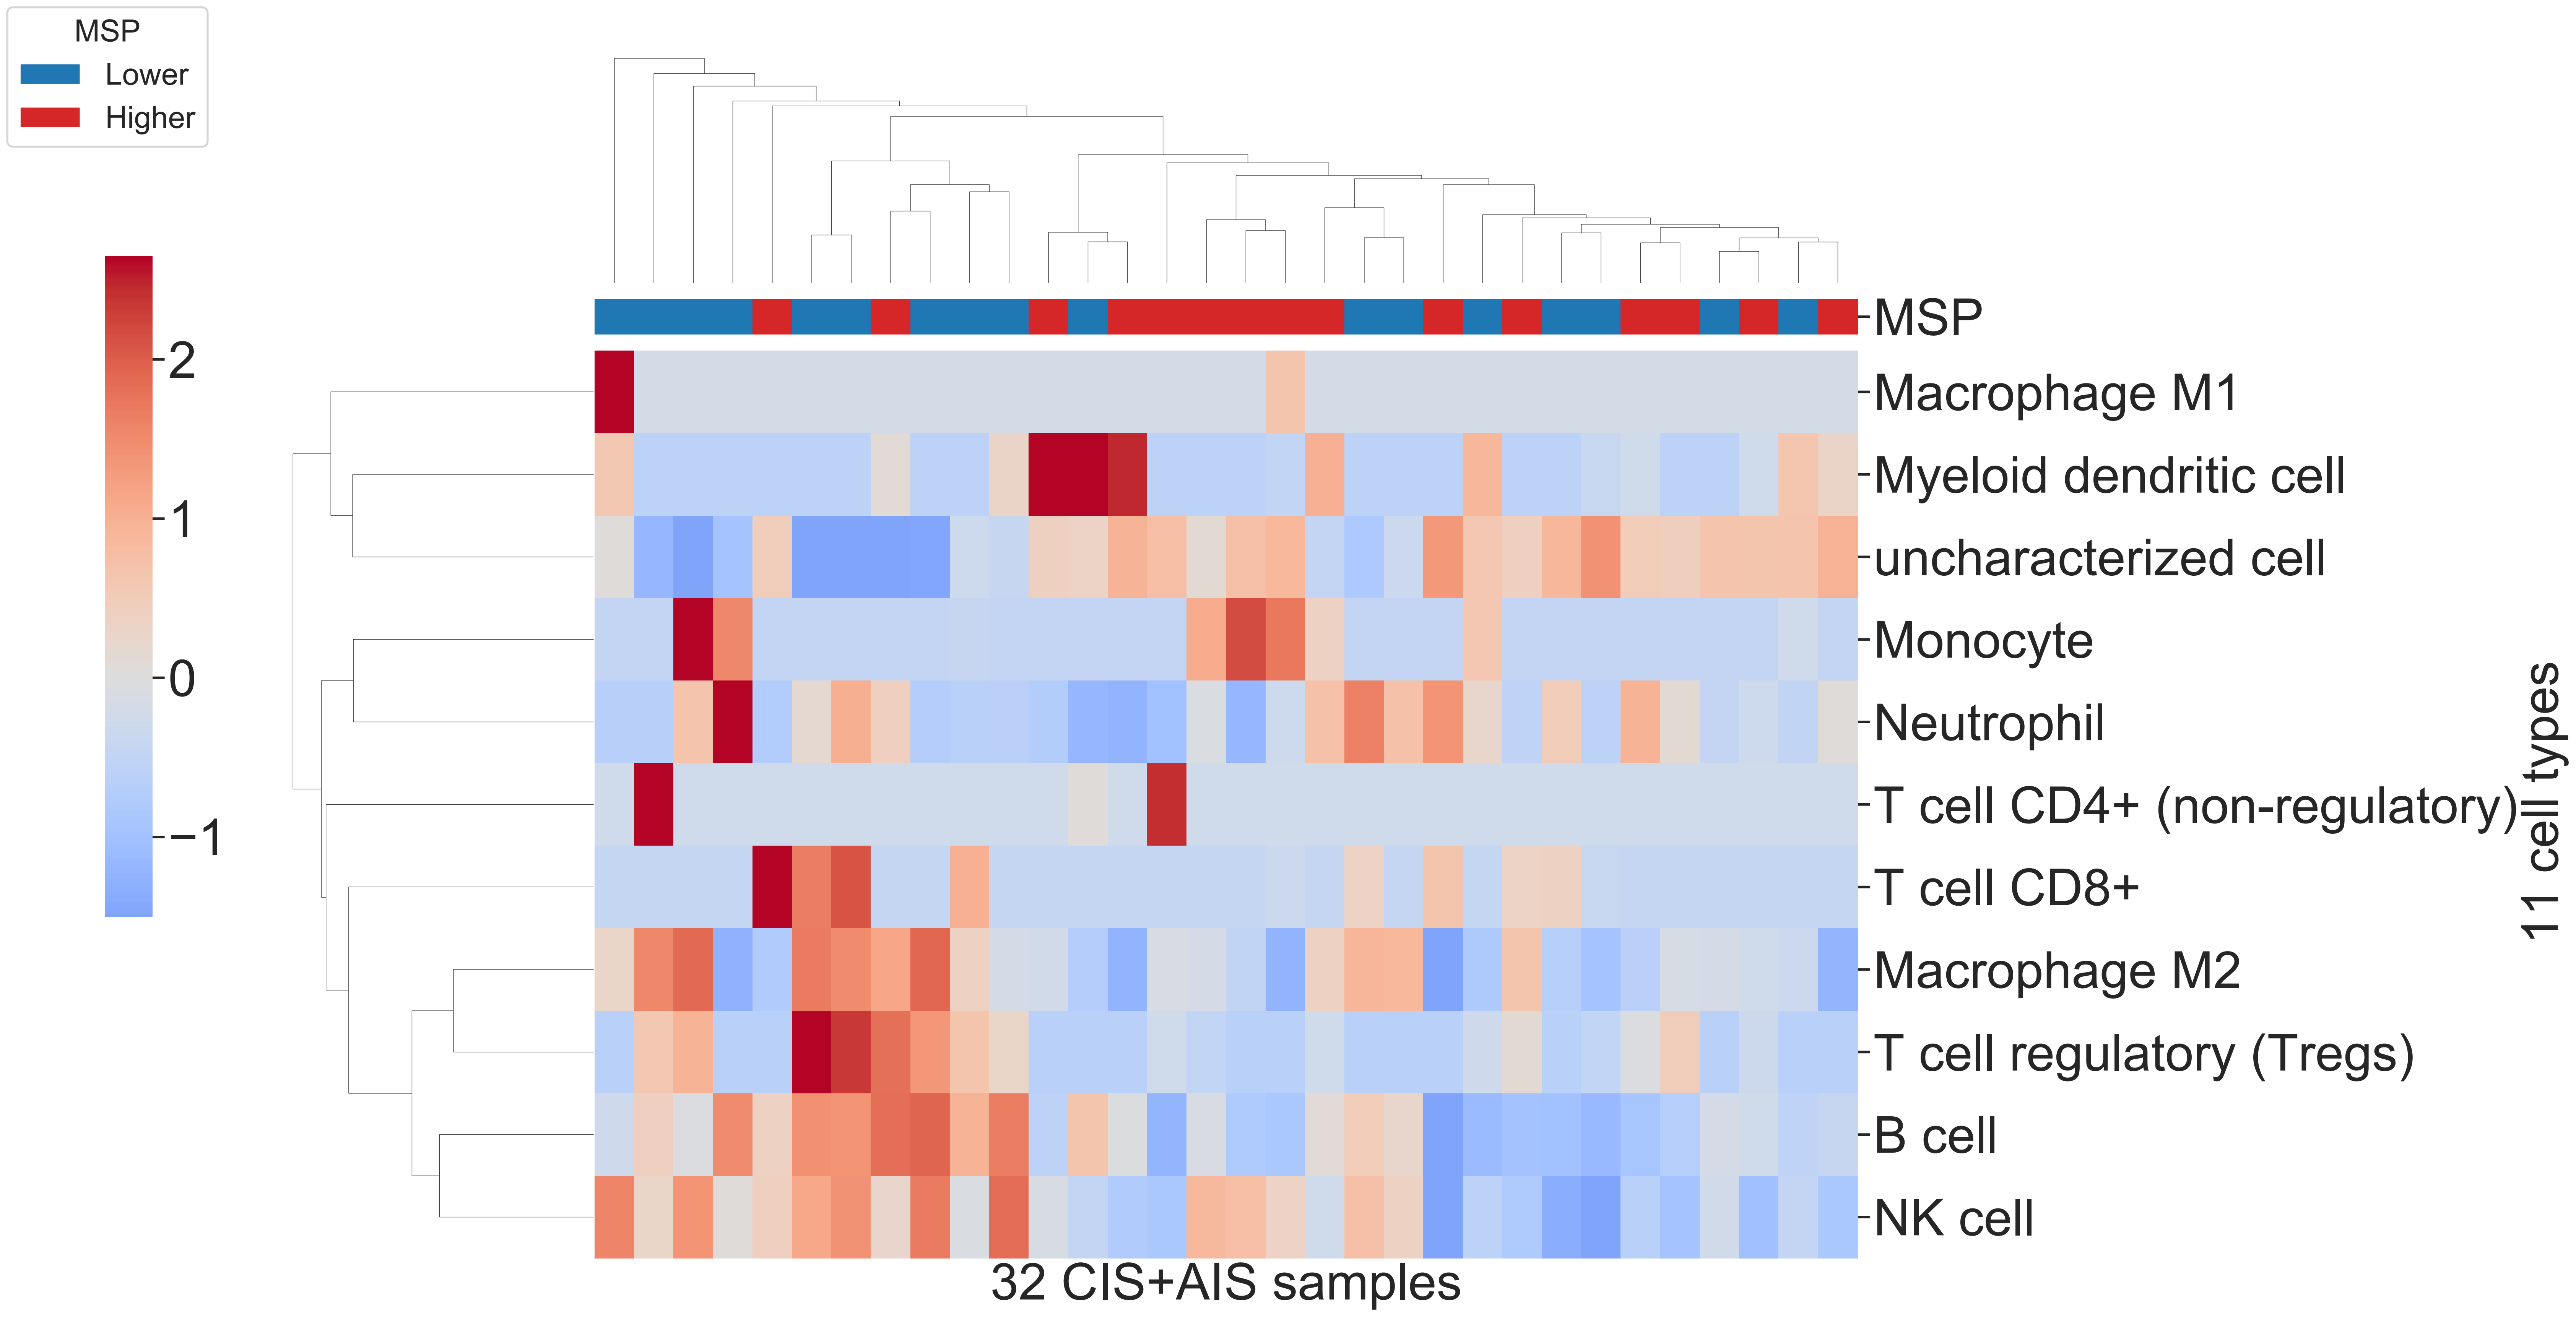 MSP
Lower
Higher
2
1
0
−1
MSP
Macrophage M1
Myeloid dendritic cell
uncharacterized cell
Monocyte
Neutrophil
T cell CD4+ (non-regulatory)
T cell CD8+
Macrophage M2
T cell regulatory (Tregs)
B cell
NK cell
11 cell types
32 CIS+AIS samples